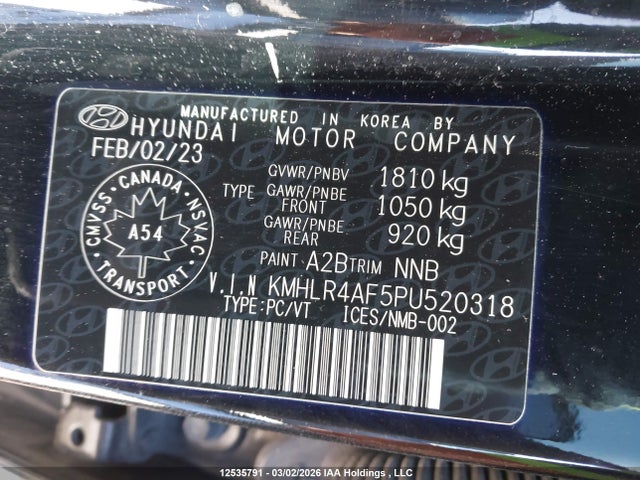 MANUFACTURED IN KOREA BY
HYUNDAI MOTOR COMPANY
FEB/02/23
GVWR/PNBV 1810 kg
TYPE GAWR/PNBE FRONT 1050 kg
GAWR/PNBE REAR 920 kg
CANADA
CMVSS NSVAC
A54
TRANSPORT
PAINT A2B TRIM NNB
V.I.N KMHLR4AF5PU520318
TYPE:PC/VT ICES/NMB-002
12535791 - 03/02/2026 IAA Holdings , LLC